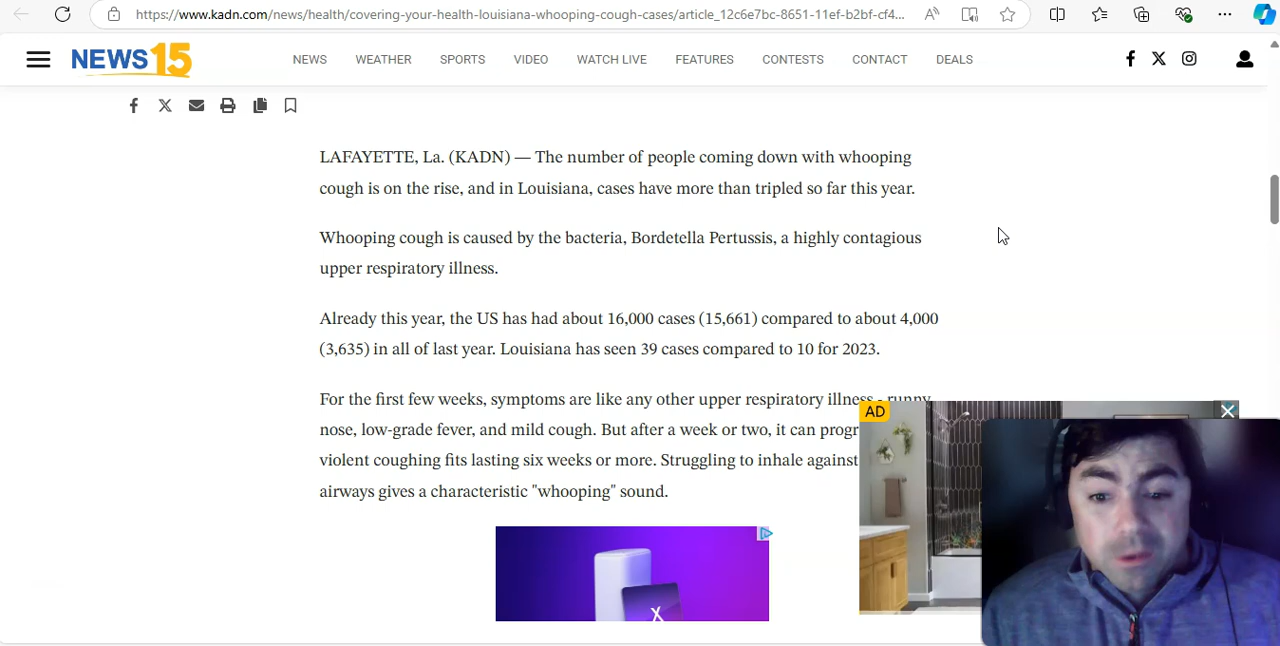 https://www.kadn.com/news/health/covering-your-health-louisiana-whooping-cough-cases/article_12c6e7bc-8651-11ef-b2bf-cf4...
NEWS 15
NEWS WEATHER SPORTS VIDEO WATCH LIVE FEATURES CONTESTS CONTACT DEALS
LAFAYETTE, La. (KADN) — The number of people coming down with whooping
cough is on the rise, and in Louisiana, cases have more than tripled so far this year.
Whooping cough is caused by the bacteria, Bordetella Pertussis, a highly contagious
upper respiratory illness.
Already this year, the US has had about 16,000 cases (15,661) compared to about 4,000
(3,635) in all of last year. Louisiana has seen 39 cases compared to 10 for 2023.
For the first few weeks, symptoms are like any other upper respiratory illness - runny
nose, low-grade fever, and mild cough. But after a week or two, it can progr
violent coughing fits lasting six weeks or more. Struggling to inhale against
airways gives a characteristic "whooping" sound.
AD